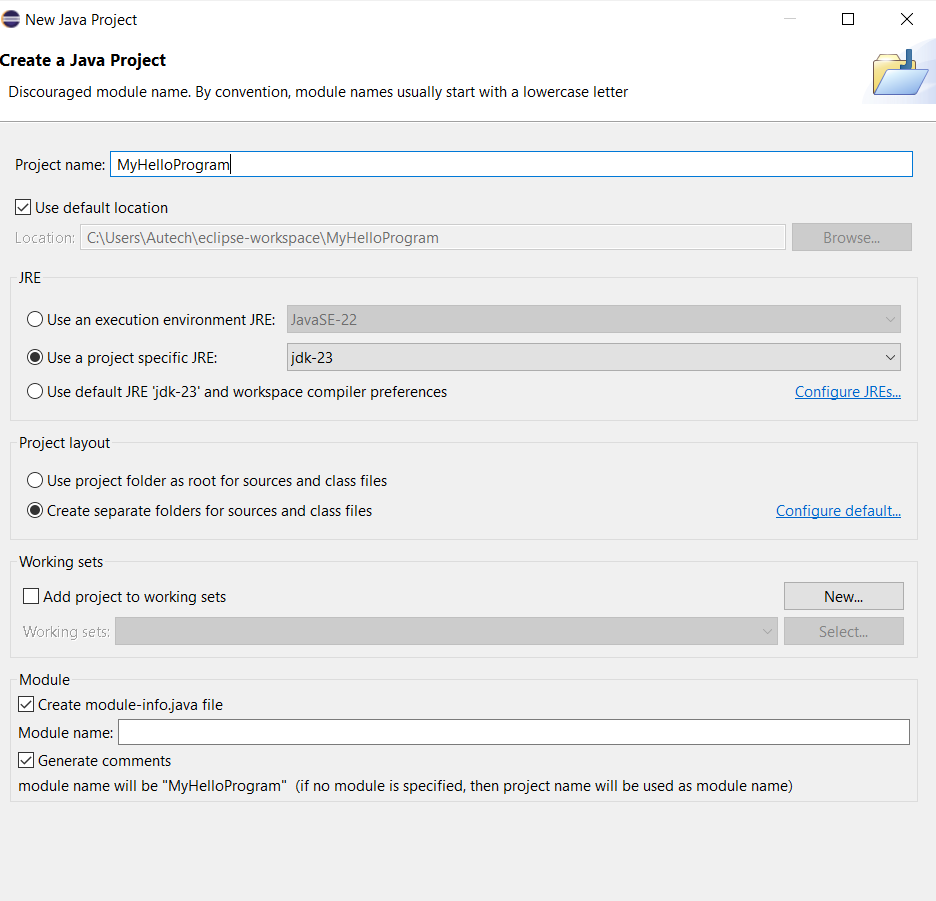 New Java Project
Create a Java Project
Discouraged module name. By convention, module names usually start with a lowercase letter
Project name: MyHelloProgram
Use default location
Location: C:\Users\Autech\eclipse-workspace\MyHelloProgram Browse...
JRE
Use an execution environment JRE: JavaSE-22
Use a project specific JRE: jdk-23
Use default JRE 'jdk-23' and workspace compiler preferences Configure JREs...
Project layout
Use project folder as root for sources and class files
Create separate folders for sources and class files Configure default...
Working sets
Add project to working sets New...
Working sets: Select...
Module
Create module-info.java file
Module name:
Generate comments
module name will be "MyHelloProgram" (if no module is specified, then project name will be used as module name)